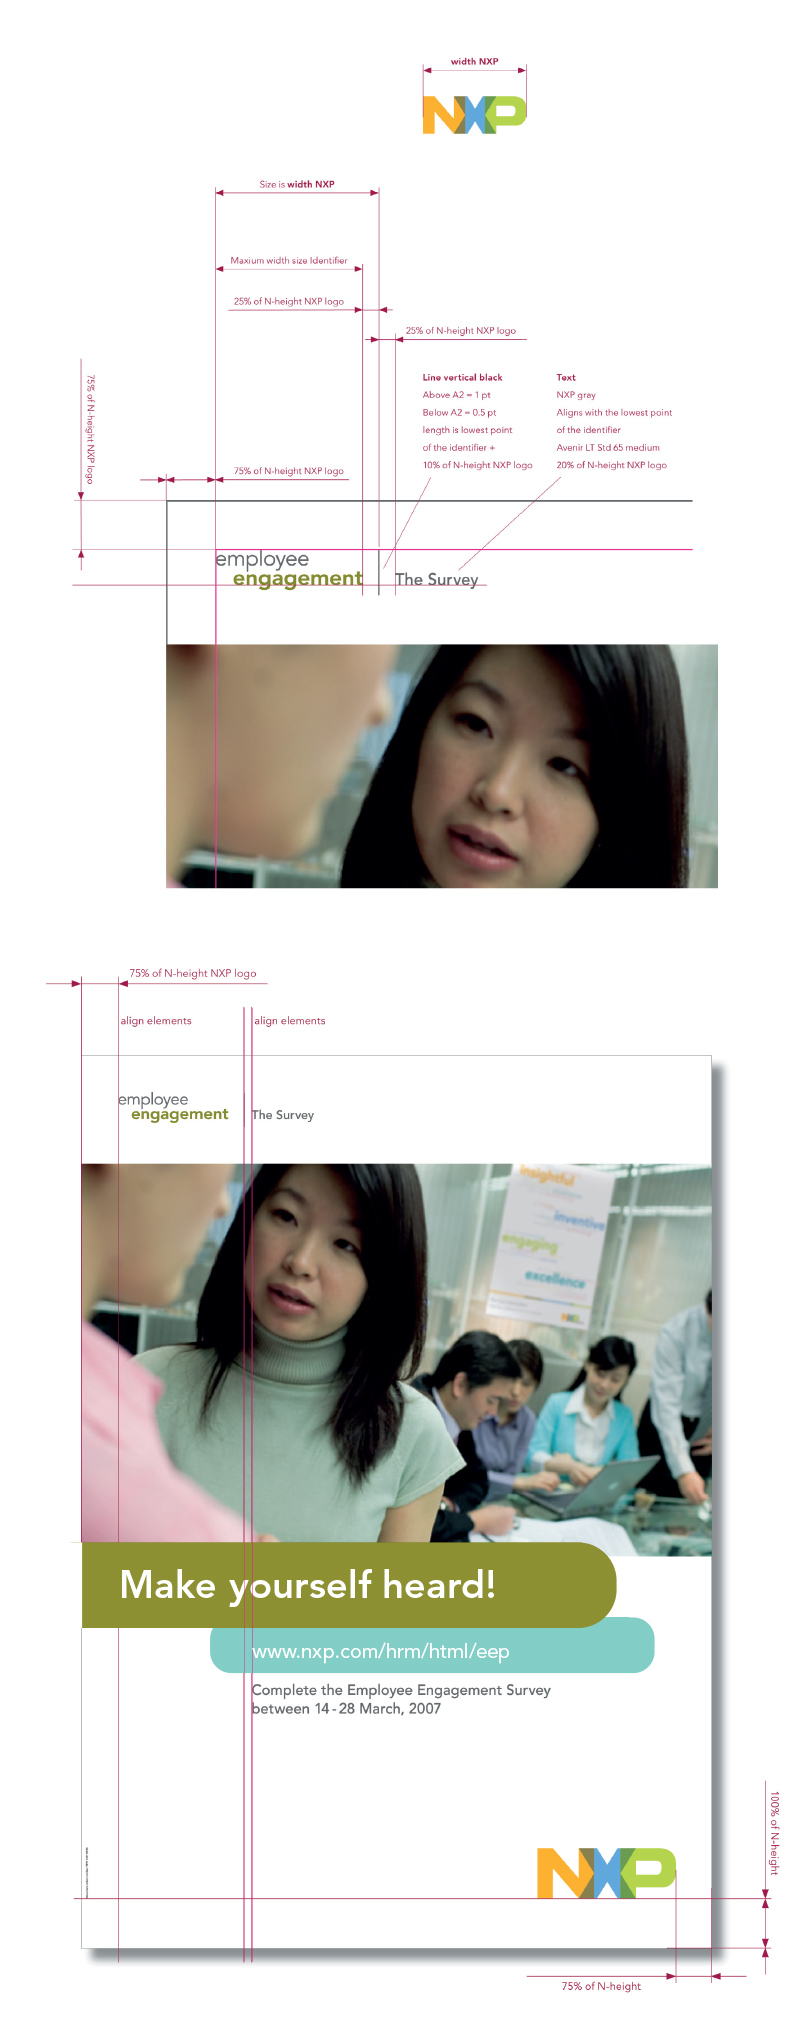 width NXP
NXP
Size is width NXP
Maxium width size Identifier
25% of N-height NXP logo
25% of N-height NXP logo
75% of N-height NXP logo
Line vertical black
Above A2 = 1 pt
Below A2 = 0.5 pt
length is lowest point
of the identifier +
10% of N-height NXP logo
Text
NXP gray
Aligns with the lowest point
of the identifier
Avenir LT Std 65 medium
20% of N-height NXP logo
75% of N-height NXP logo
employee
engagement
The Survey
75% of N-height NXP logo
align elements
align elements
employee
engagement
The Survey
insightful
inventive
engaging
excellence
NXP
Make yourself heard!
www.nxp.com/hrm/html/eep
Complete the Employee Engagement Survey
between 14-28 March, 2007
100% of N-height
NXP
75% of N-height